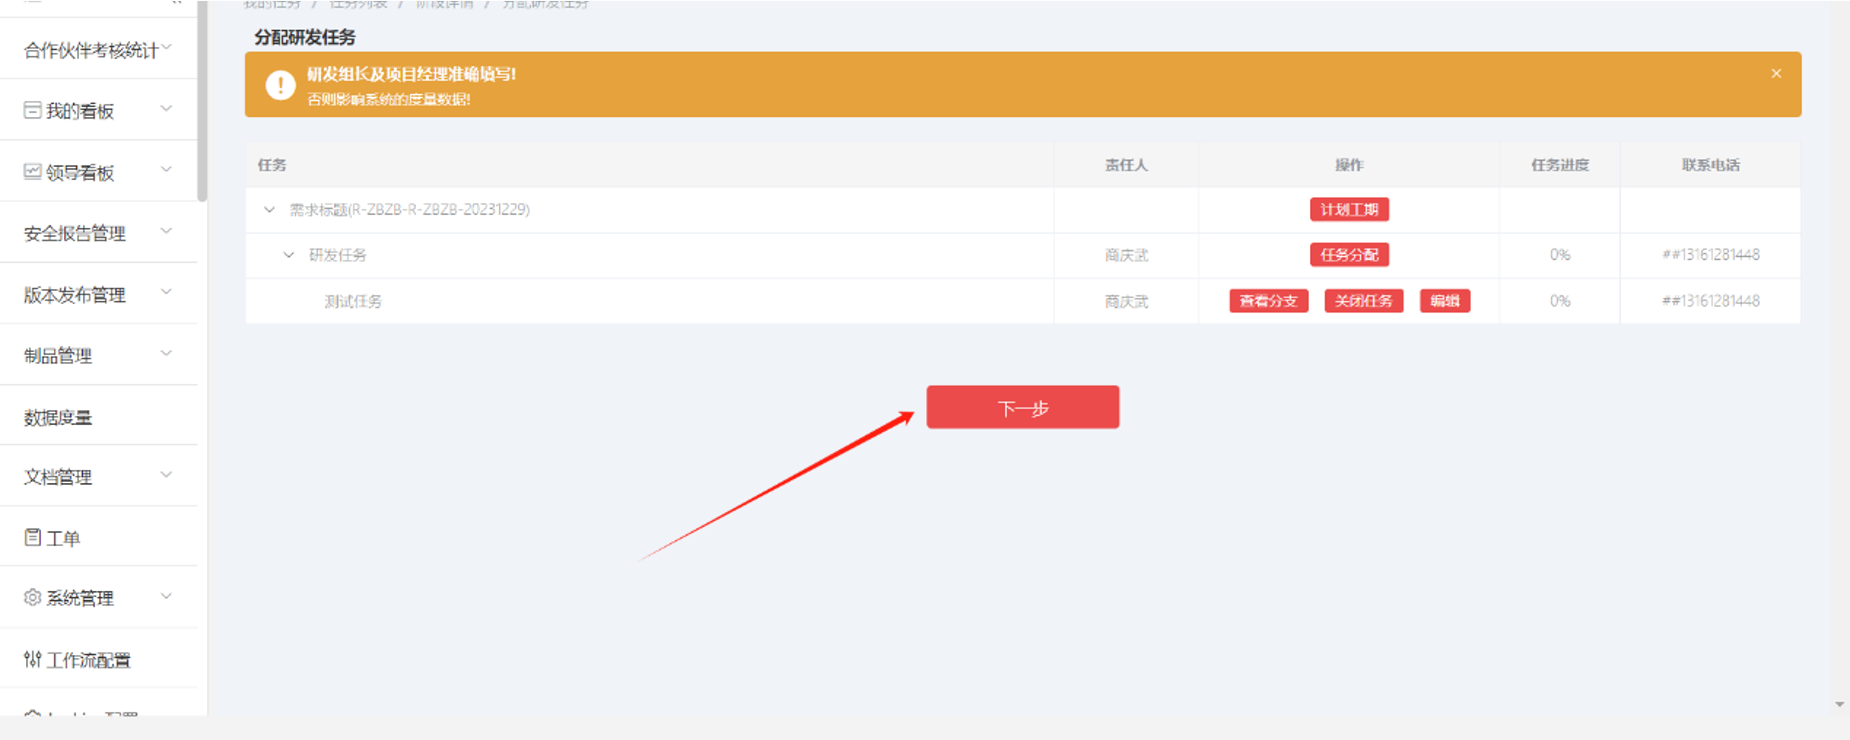 我的任务 / 任务列表 / 阶段详情 / 分配研发任务
合作伙伴考核统计
我的看板
领导看板
安全报告管理
版本发布管理
制品管理
数据度量
文档管理
工单
系统管理
工作流配置
分配研发任务
研发组长及项目经理准确填写!
否则影响系统的度量数据!
任务 责任人 操作 任务进度 联系电话
需求标题(R-ZBZB-R-ZBZB-20231229) 计划工期
研发任务 商庆武 任务分配 0% ##13161281448
测试任务 商庆武 查看分支 关闭任务 编辑 0% ##13161281448
下一步